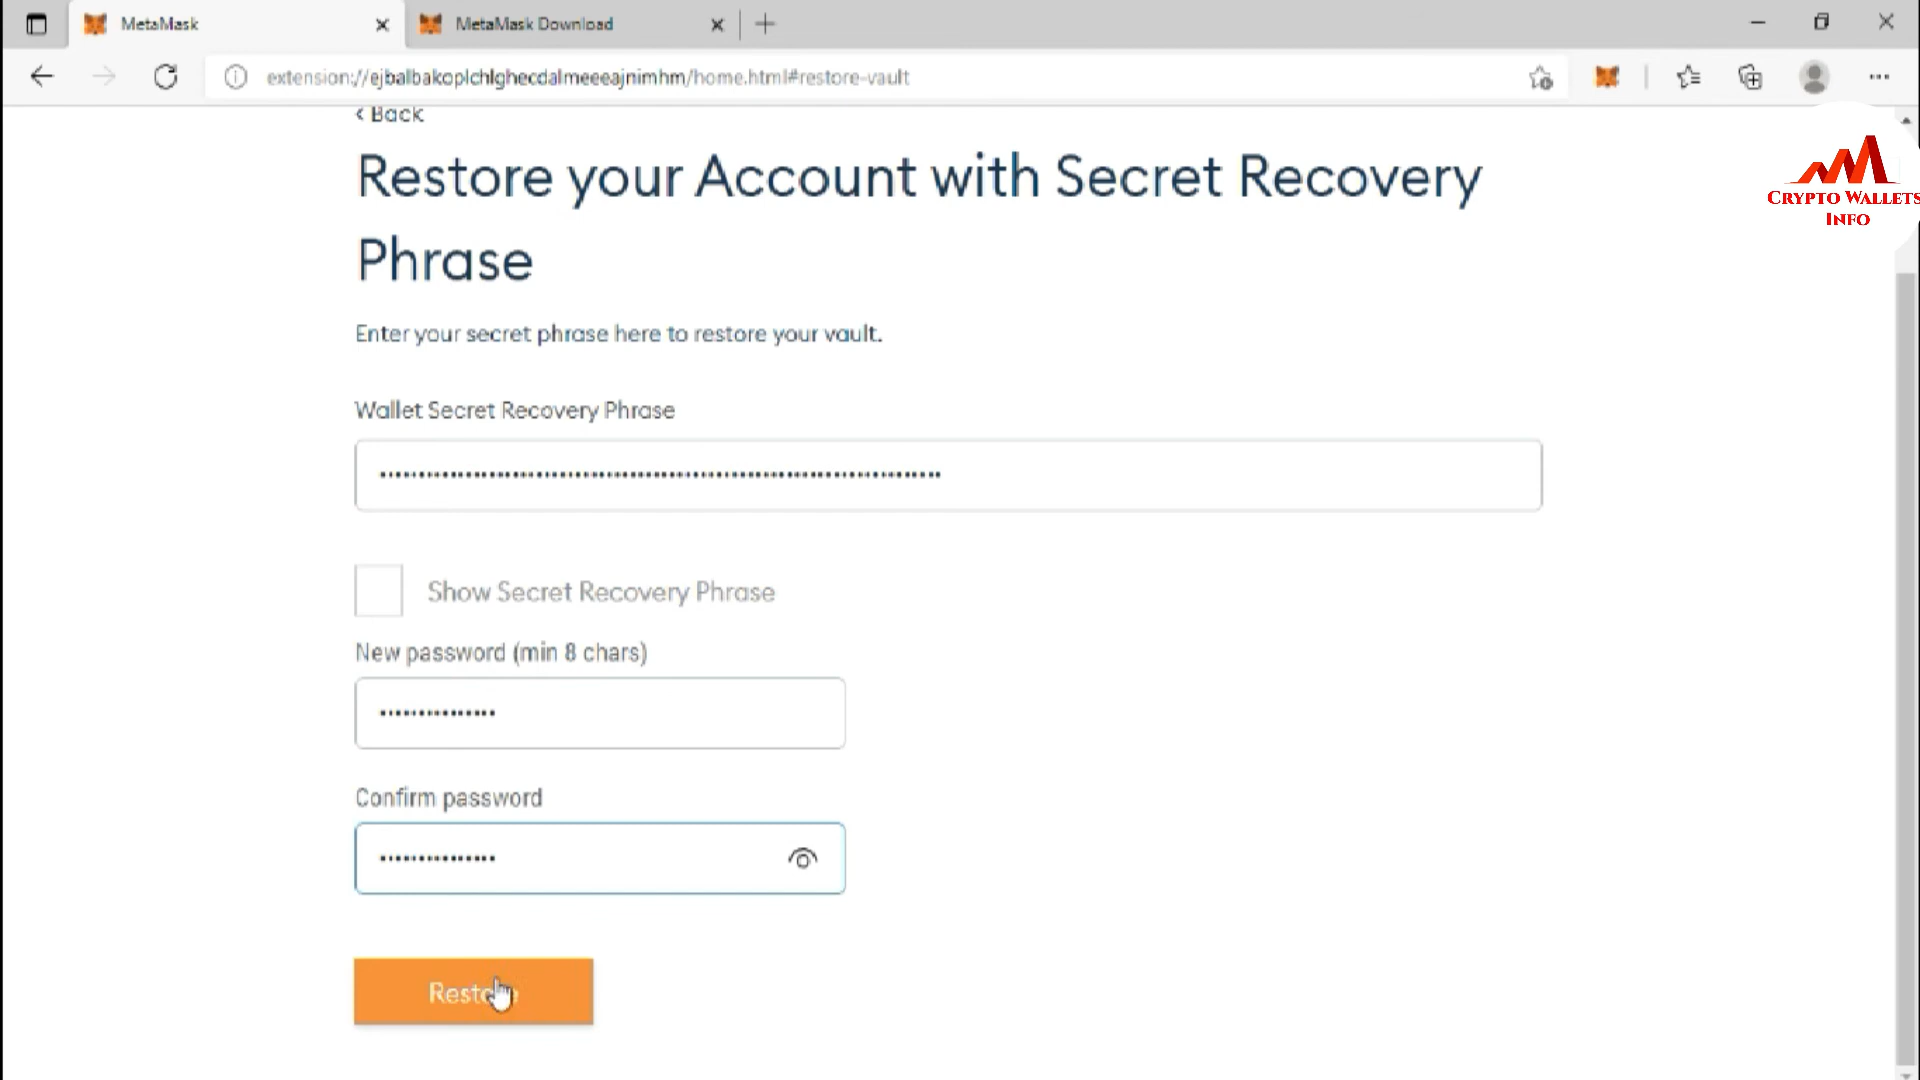 MetaMask
MetaMask Download
extension://ejbalbakoplchlghecdalmeeeajnimhm/home.html#restore-vault
< Back
Restore your Account with Secret Recovery
Phrase
CRYPTO WALLETS
INFO
Enter your secret phrase here to restore your vault.
Wallet Secret Recovery Phrase
Show Secret Recovery Phrase
New password (min 8 chars)
Confirm password
Restore